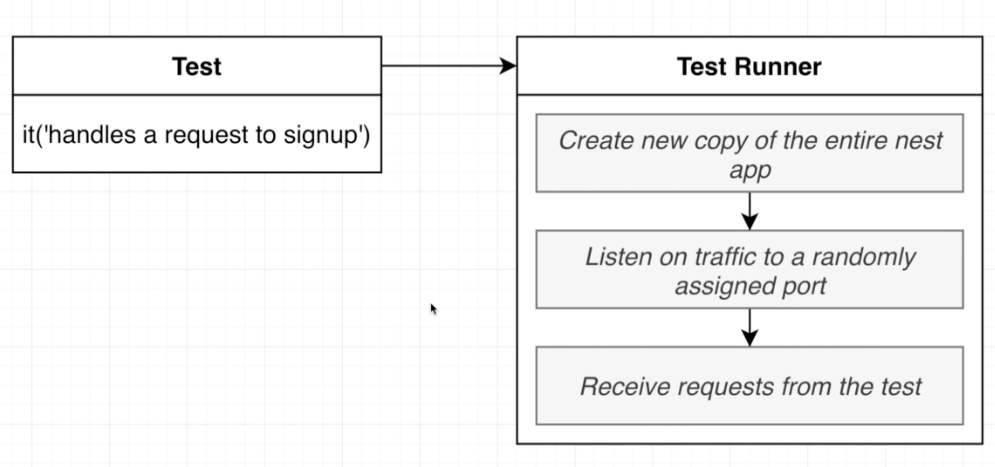 Test
it('handles a request to signup')
Test Runner
Create new copy of the entire nest
app
Listen on traffic to a randomly
assigned port
Receive requests from the test